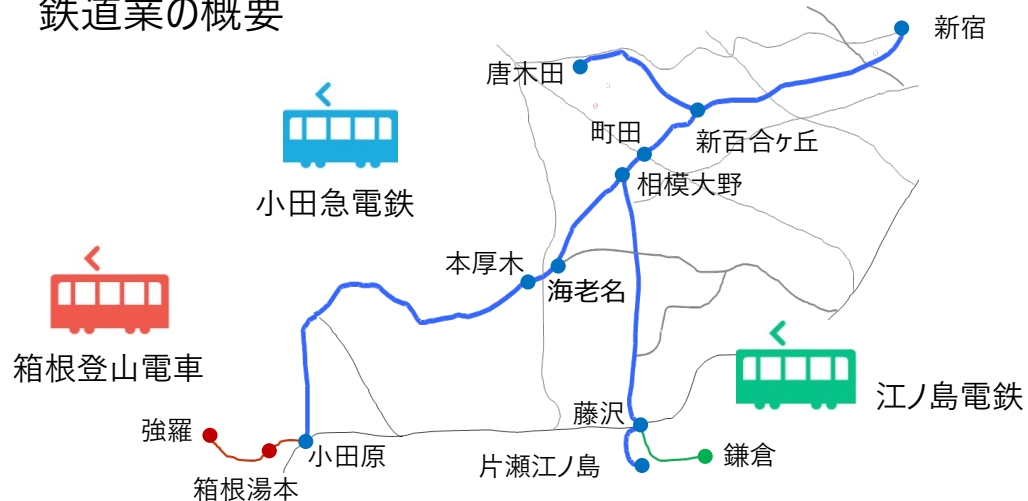 鉄道業の概要
新宿
唐木田
町田
新百合ヶ丘
相模大野
小田急電鉄
本厚木
海老名
箱根登山電車
江ノ島電鉄
藤沢
強羅
小田原
片瀬江ノ島
鎌倉
箱根湯本